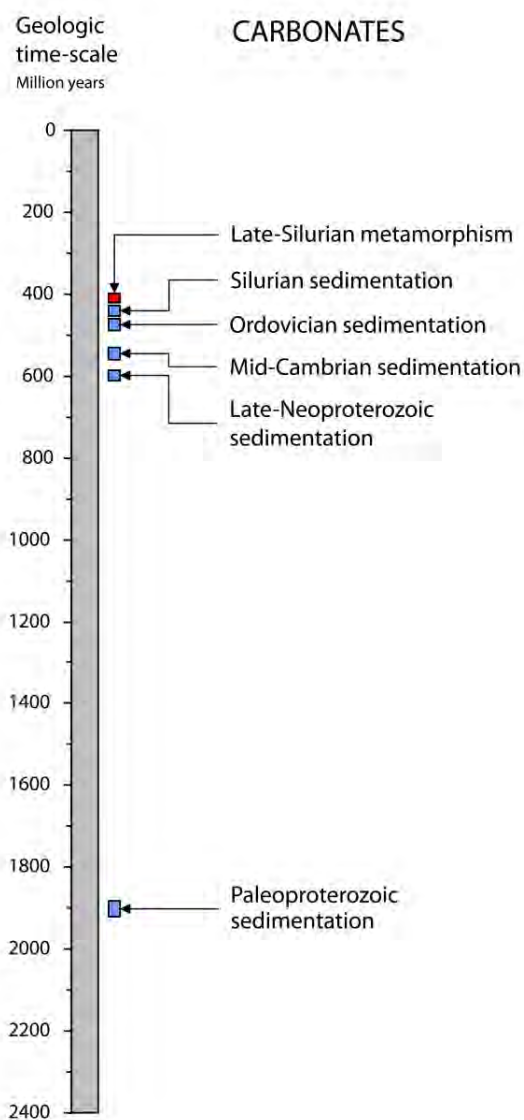 Geologic
time-scale
Million years
CARBONATES
0
200
Late-Silurian metamorphism
Silurian sedimentation
400
Ordovician sedimentation
Mid-Cambrian sedimentation
600
Late-Neoproterozoic
sedimentation
800
1000
1200
1400
1600
1800
Paleoproterozoic
sedimentation
2000
2200
2400